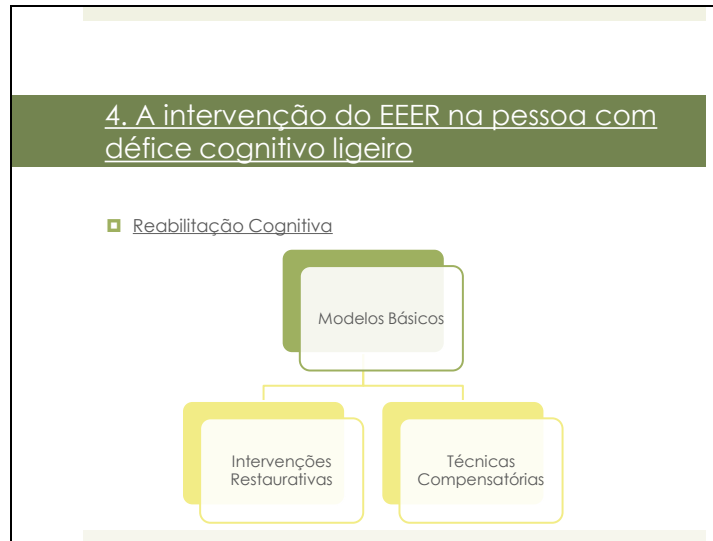 4. A intervenção do EEER na pessoa com
défice cognitivo ligeiro
Reabilitação Cognitiva
Modelos Básicos
Intervenções
Restaurativas
Técnicas
Compensatórias